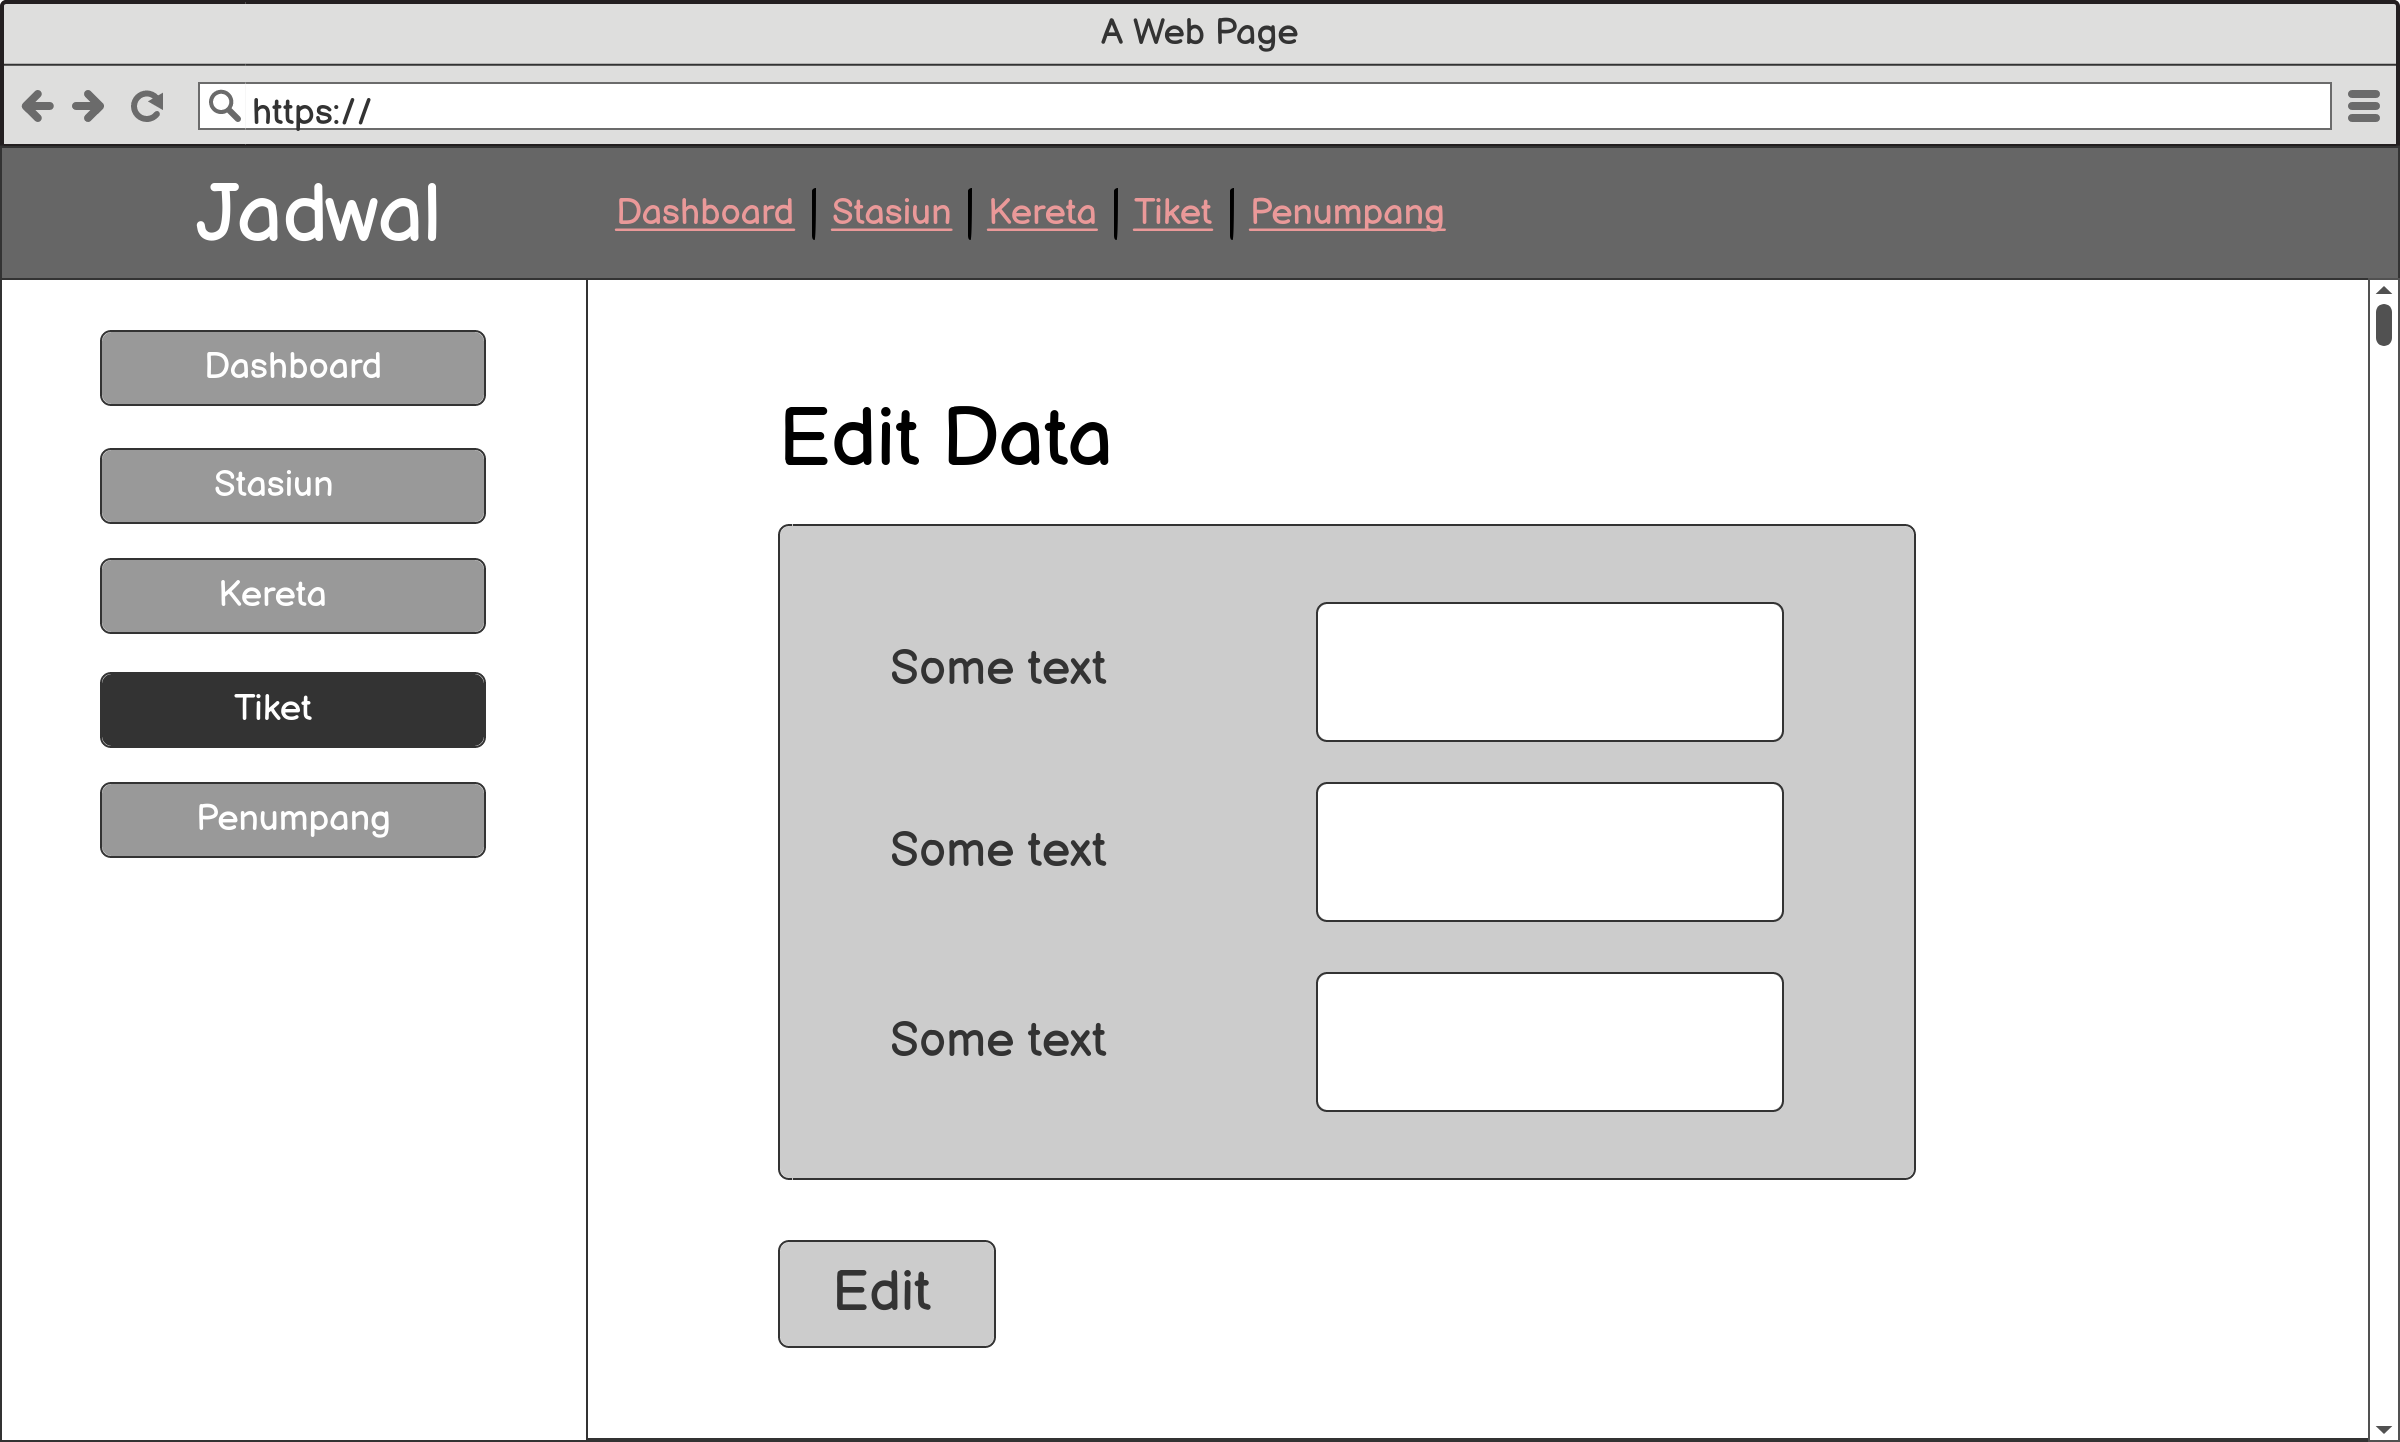 A Web Page
https://
Jadwal
Dashboard Stasiun Kereta Tiket Penumpang
Dashboard
Stasiun
Kereta
Tiket
Penumpang
Edit Data
Some text
Some text
Some text
Edit